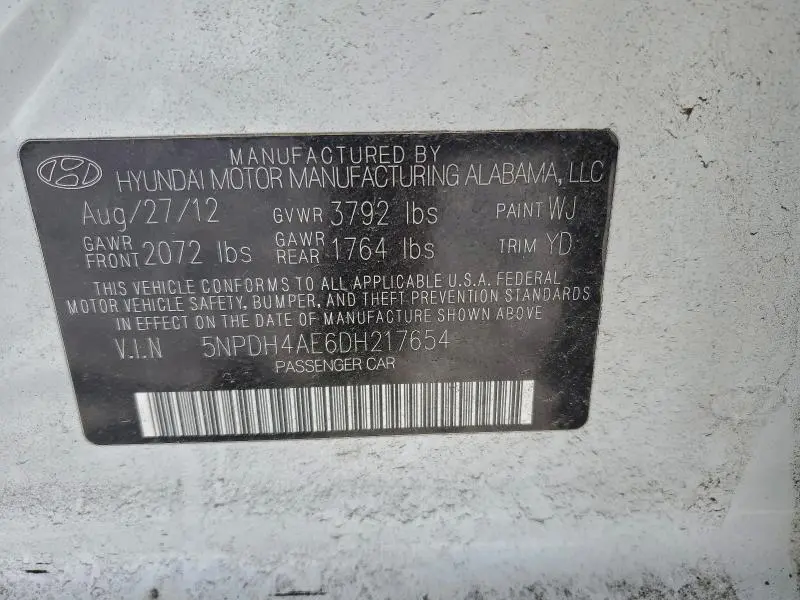 MANUFACTURED BY
HYUNDAI MOTOR MANUFACTURING ALABAMA, LLC
Aug/27/12 GVWR 3792 lbs PAINT WJ
GAWR FRONT 2072 lbs GAWR REAR 1764 lbs TRIM YD
THIS VEHICLE CONFORMS TO ALL APPLICABLE U.S.A. FEDERAL
MOTOR VEHICLE SAFETY, BUMPER, AND THEFT PREVENTION STANDARDS
IN EFFECT ON THE DATE OF MANUFACTURE SHOWN ABOVE
V.I.N 5NPDH4AE6DH217654
PASSENGER CAR